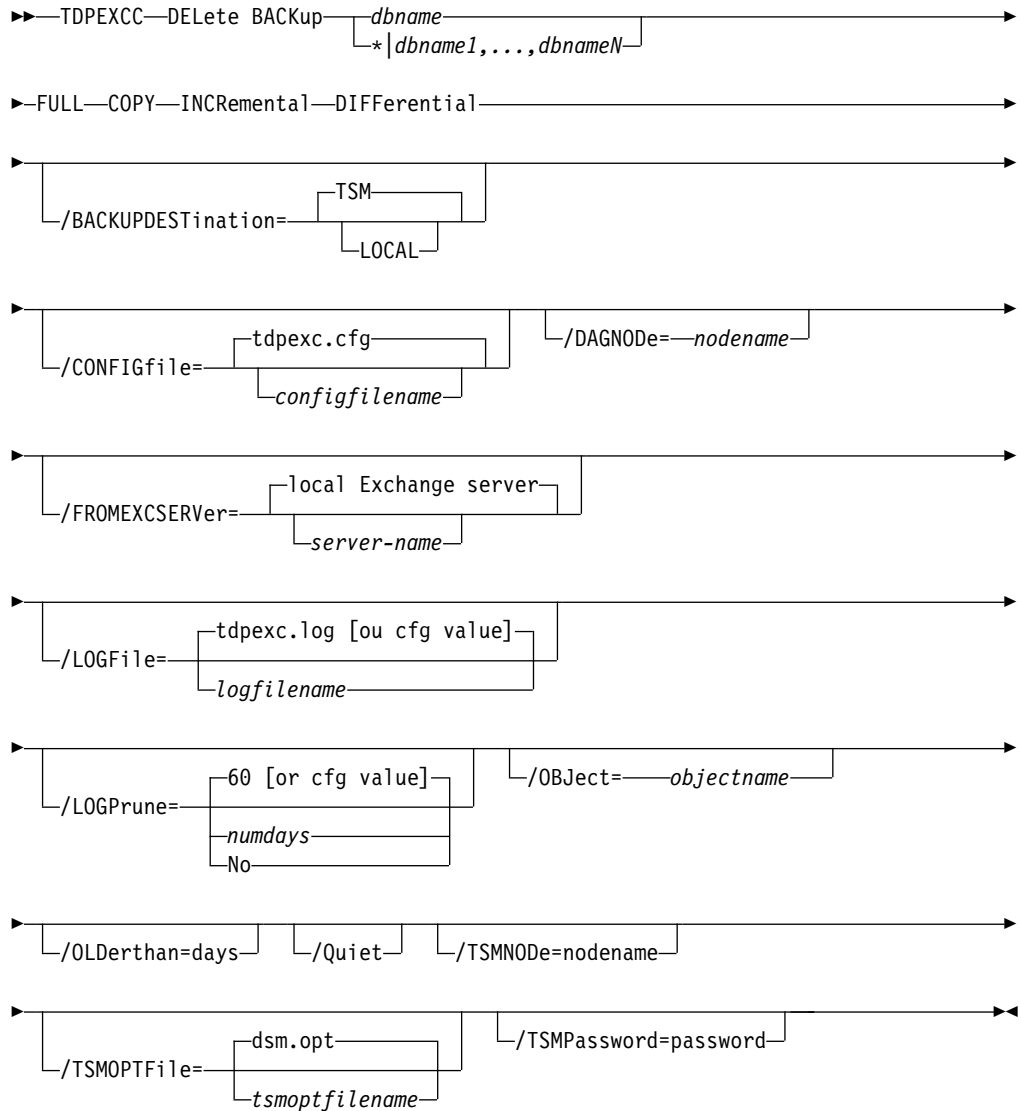 TDPEXCC DELete BACKup dbname
*|dbname1,...,dbnameN
FULL COPY INCRemental DIFFerential
TSM
/BACKUPDESTination=
LOCAL
tdpexc.cfg
/CONFIGfile=
configfilename
/DAGNODe= nodename
local Exchange server
/FROMEXCSERVer=
server-name
tdpexc.log [ou cfg value]
/LOGFile=
logfilename
60 [or cfg value]
/LOGPrune=
numdays
No
/OBJect= objectname
/OLDerthan=days /Quiet /TSMNODe=nodename
dsm.opt
/TSMOPTFile=
tsmoptfilename
/TSMPassword=password